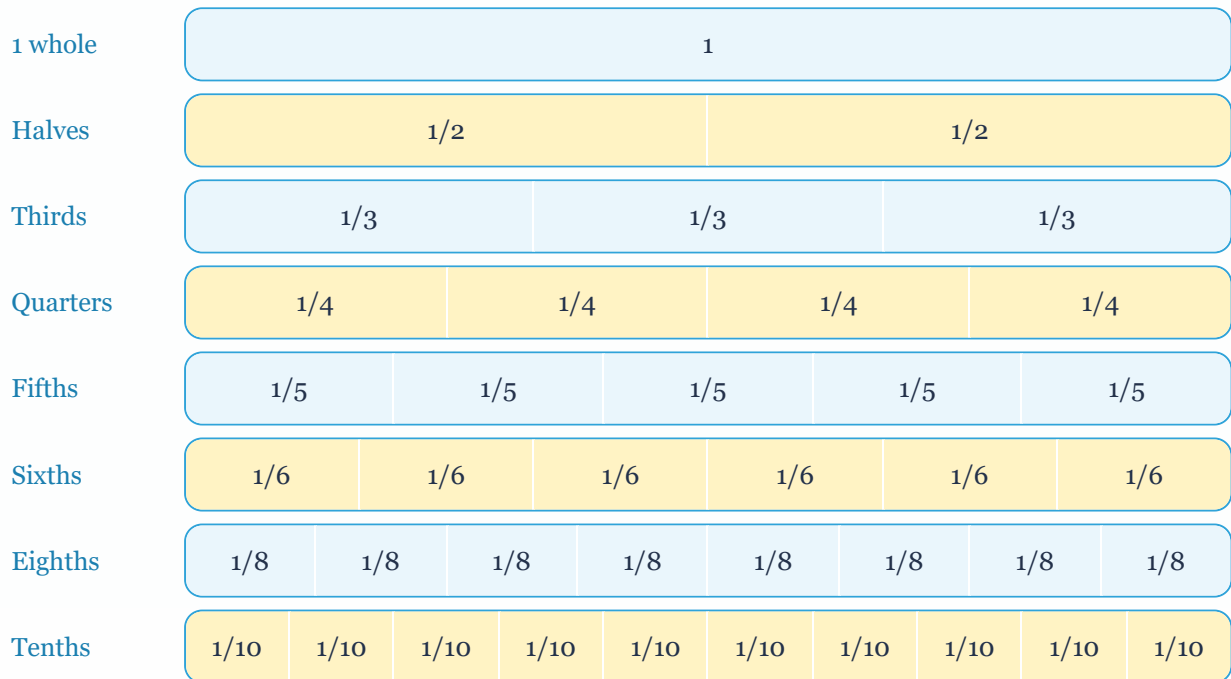 1 whole 1
Halves 1/2 1/2
Thirds 1/3 1/3 1/3
Quarters 1/4 1/4 1/4 1/4
Fifths 1/5 1/5 1/5 1/5 1/5
Sixths 1/6 1/6 1/6 1/6 1/6 1/6
Eighths 1/8 1/8 1/8 1/8 1/8 1/8 1/8 1/8
Tenths 1/10 1/10 1/10 1/10 1/10 1/10 1/10 1/10 1/10 1/10